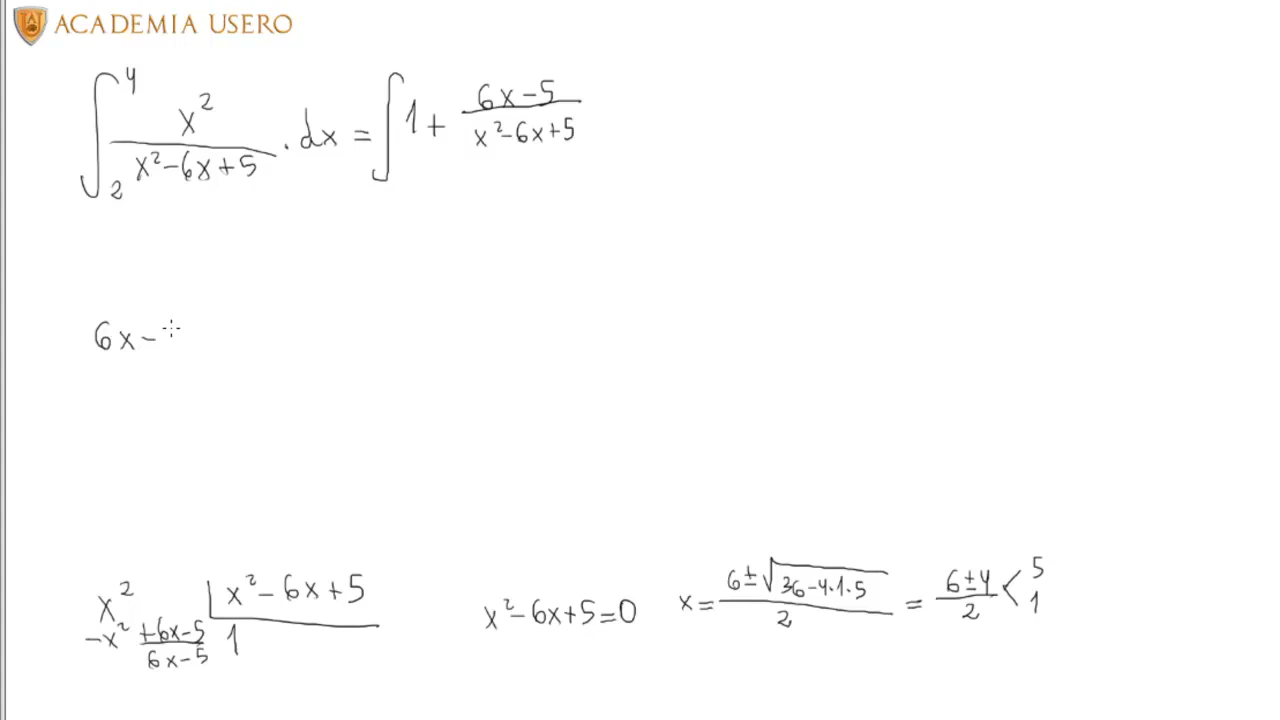 ACADEMIA USERO
∫₂⁴ x²/(x²-6x+5) · dx = ∫ 1 + (6x-5)/(x²-6x+5)
6x-
x² | x²-6x+5
-x² +6x-5 | 1
6x-5
x²-6x+5=0
x = (6±√(36-4·1·5))/2 = (6±4)/2 < 5 1